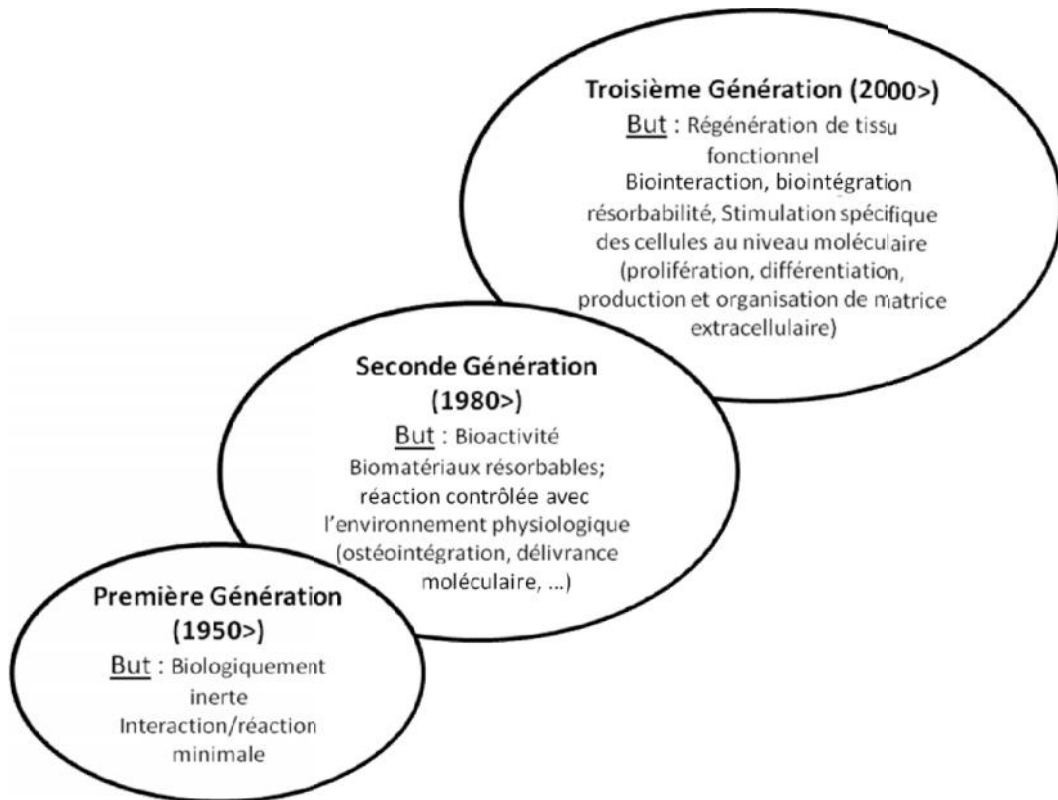 Troisième Génération (2000>)
But : Régénération de tissu
fonctionnel
Biointeraction, biointégration
résorbabilité, Stimulation spécifique
des cellules au niveau moléculaire
(prolifération, différentiation,
production et organisation de matrice
extracellulaire)
Seconde Génération
(1980>)
But : Bioactivité
Biomatériaux résorbables;
réaction contrôlée avec
l'environnement physiologique
(ostéointégration, délivrance
moléculaire, ...)
Première Génération
(1950>)
But : Biologiquement
inerte
Interaction/réaction
minimale